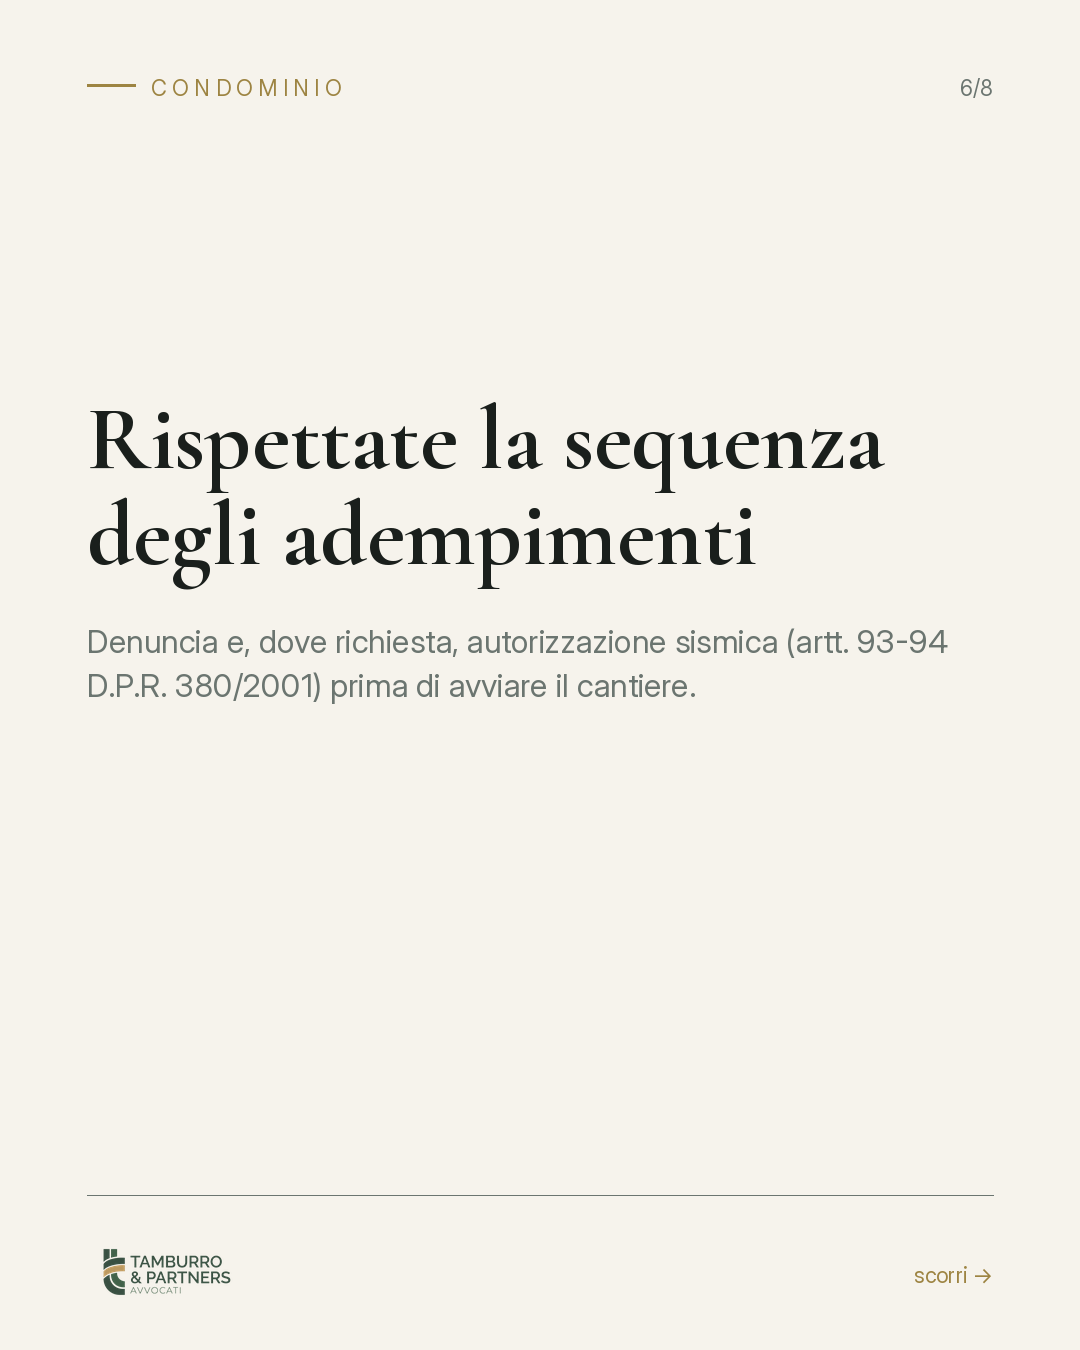 CONDOMINIO
6/8
Rispettate la sequenza
degli adempimenti
Denuncia e, dove richiesta, autorizzazione sismica (artt. 93-94
D.P.R. 380/2001) prima di avviare il cantiere.
TAMBURRO
& PARTNERS
AVVOCATI
scorri →